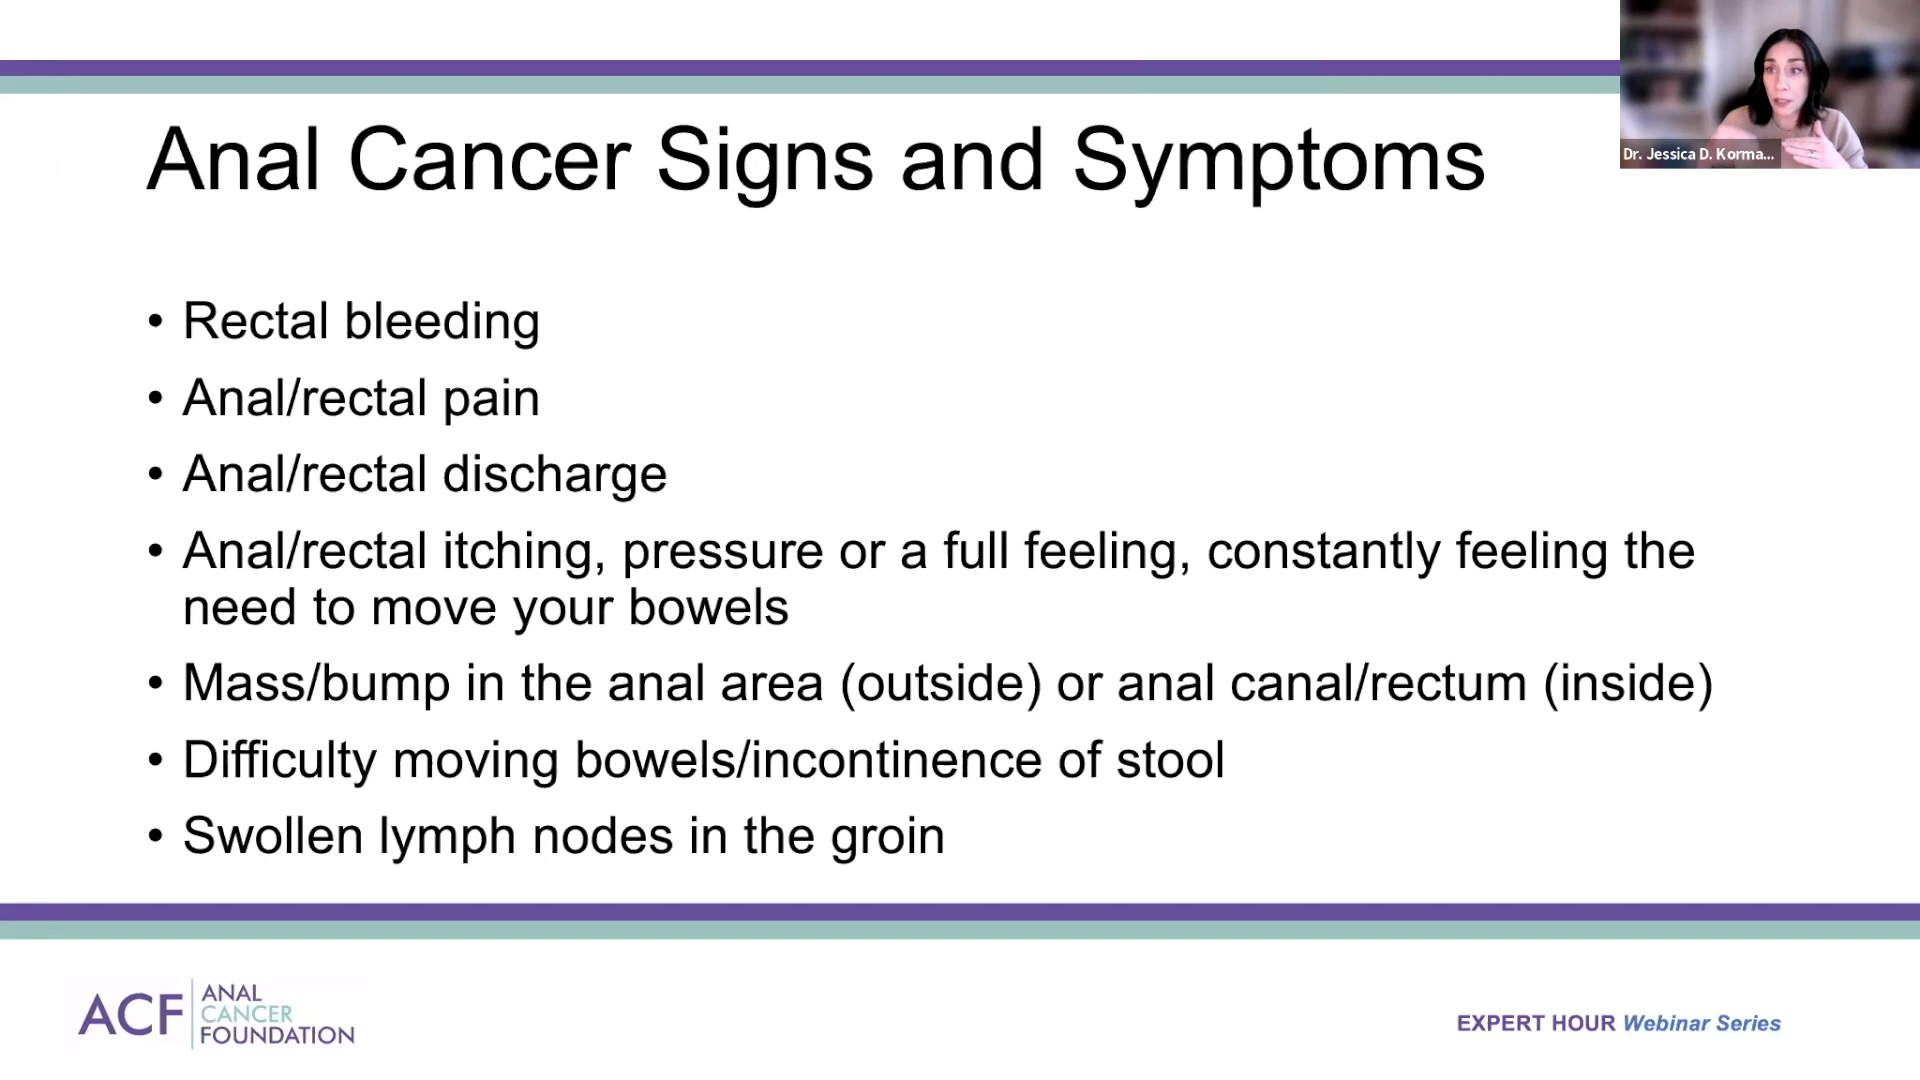 Dr. Jessica D. Korma...
Anal Cancer Signs and Symptoms
• Rectal bleeding
• Anal/rectal pain
• Anal/rectal discharge
• Anal/rectal itching, pressure or a full feeling, constantly feeling the
need to move your bowels
• Mass/bump in the anal area (outside) or anal canal/rectum (inside)
• Difficulty moving bowels/incontinence of stool
• Swollen lymph nodes in the groin
ACF
ANAL
CANCER
FOUNDATION
EXPERT HOUR Webinar Series